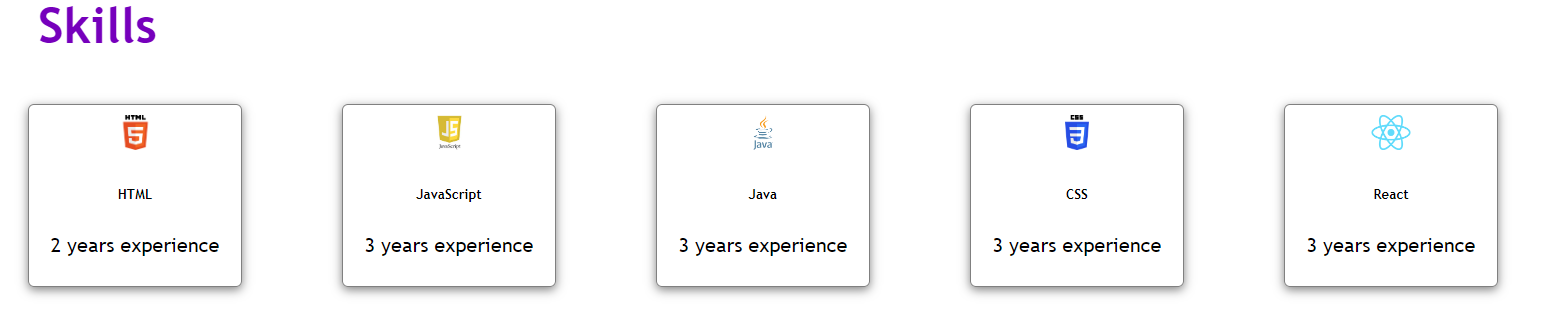 Skills
HTML
5
HTML
2 years experience
JS
JavaScript
JavaScript
3 years experience
Java
Java
3 years experience
CSS
3
CSS
3 years experience
React
3 years experience